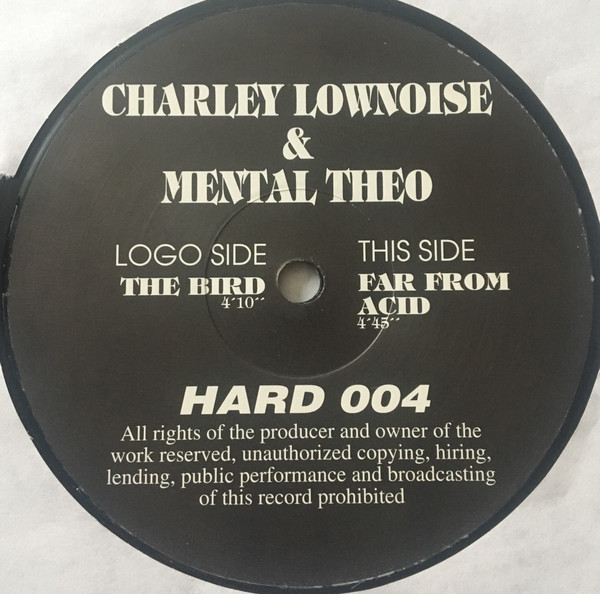 CHARLEY LOWNOISE
&
MENTAL THEO
LOGO SIDE
THE BIRD
4´10´´
THIS SIDE
FAR FROM
ACID
4´45´´
HARD 004
All rights of the producer and owner of the
work reserved, unauthorized copying, hiring,
lending, public performance and broadcasting
of this record prohibited